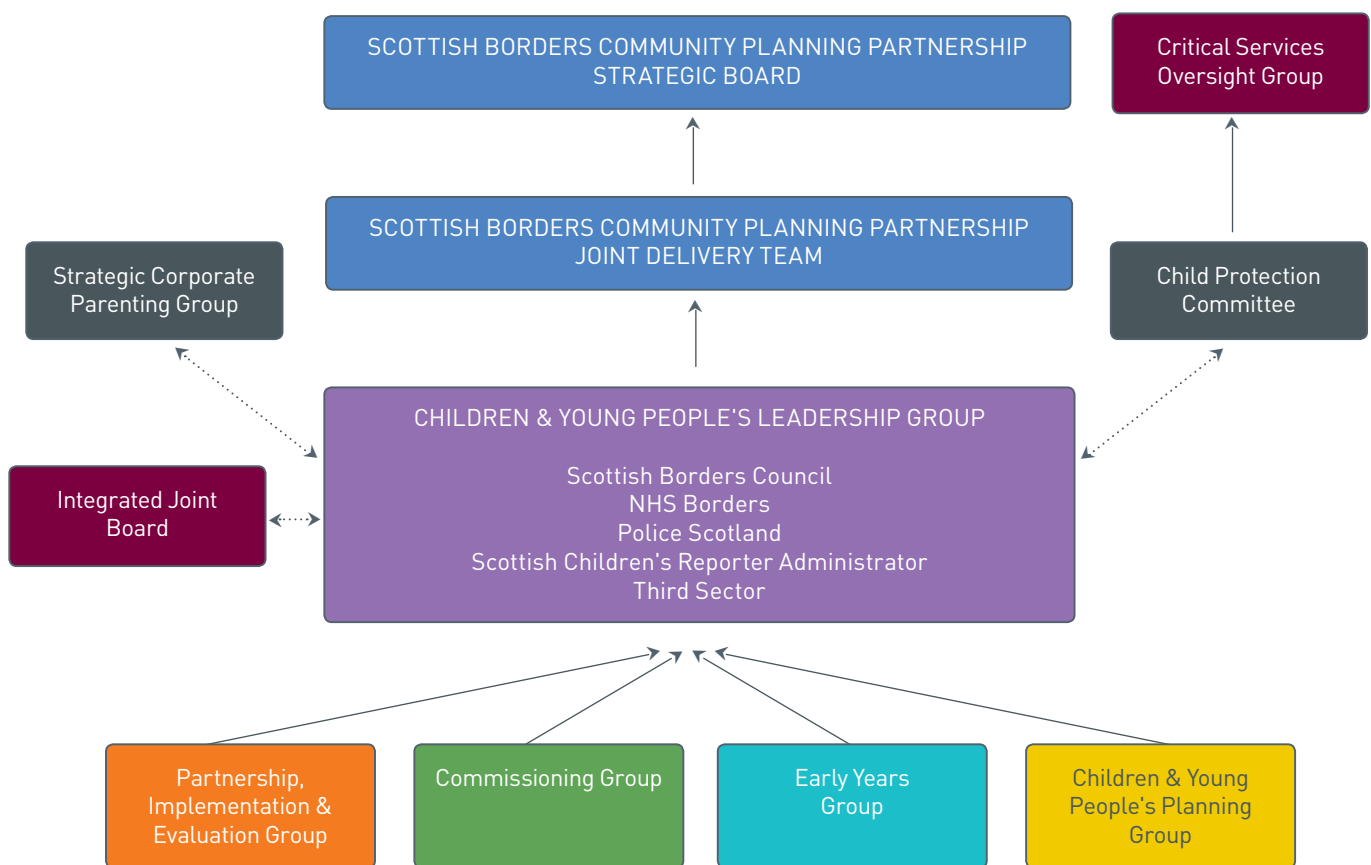 SCOTTISH BORDERS COMMUNITY PLANNING PARTNERSHIP
STRATEGIC BOARD
Critical Services
Oversight Group
SCOTTISH BORDERS COMMUNITY PLANNING PARTNERSHIP
JOINT DELIVERY TEAM
Strategic Corporate
Parenting Group
Child Protection
Committee
CHILDREN & YOUNG PEOPLE'S LEADERSHIP GROUP
Scottish Borders Council
NHS Borders
Police Scotland
Scottish Children's Reporter Administrator
Third Sector
Integrated Joint
Board
Partnership,
Implementation &
Evaluation Group
Commissioning Group
Early Years
Group
Children & Young
People's Planning
Group